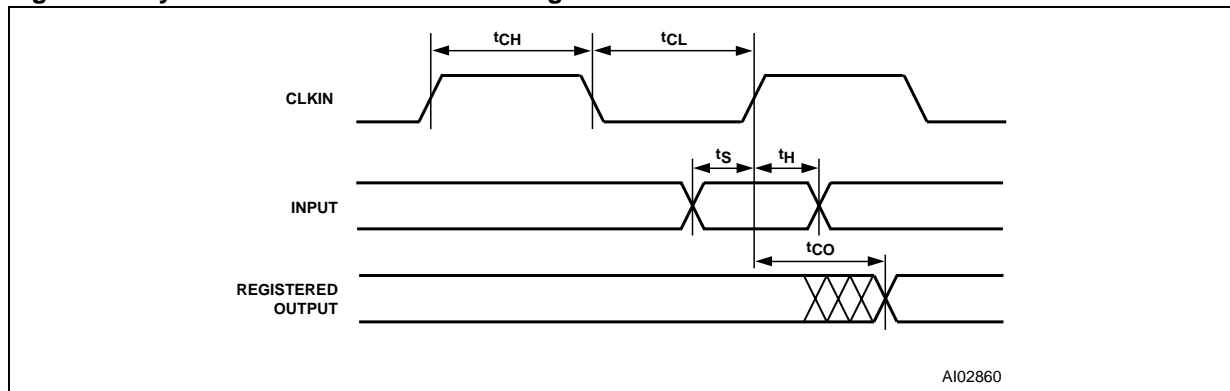 tCH
tCL
CLKIN
tS
tH
INPUT
tCO
REGISTERED
OUTPUT
AI02860